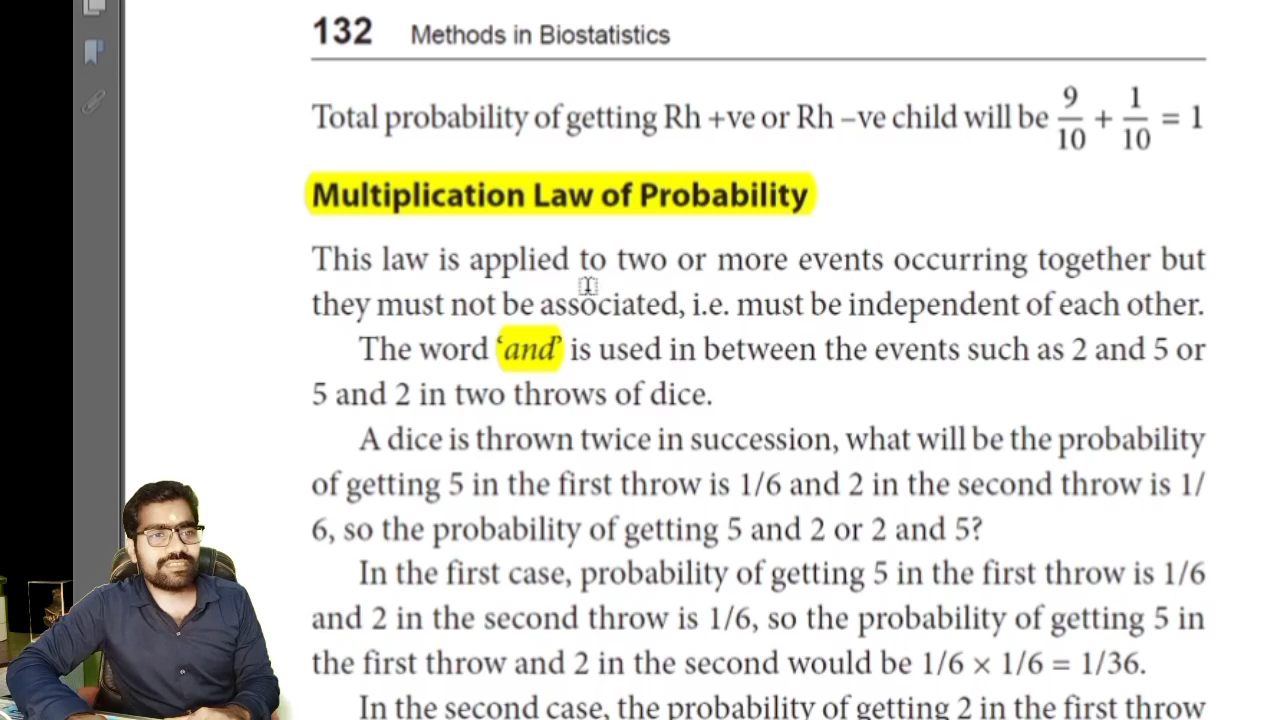 132 Methods in Biostatistics
Total probability of getting Rh +ve or Rh –ve child will be 9/10 + 1/10 = 1
Multiplication Law of Probability
This law is applied to two or more events occurring together but
they must not be associated, i.e. must be independent of each other.
The word ‘and’ is used in between the events such as 2 and 5 or
5 and 2 in two throws of dice.
A dice is thrown twice in succession, what will be the probability
of getting 5 in the first throw is 1/6 and 2 in the second throw is 1/
6, so the probability of getting 5 and 2 or 2 and 5?
In the first case, probability of getting 5 in the first throw is 1/6
and 2 in the second throw is 1/6, so the probability of getting 5 in
the first throw and 2 in the second would be 1/6 × 1/6 = 1/36.
In the second case, the probability of getting 2 in the first throw